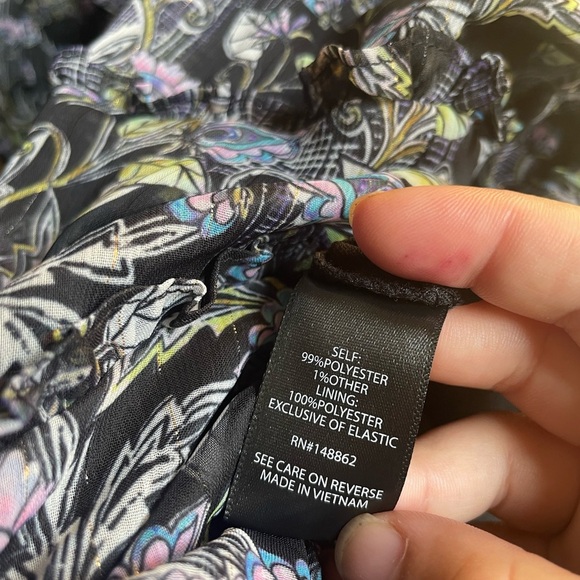 SELF:
99%POLYESTER
1%OTHER
LINING:
100%POLYESTER
EXCLUSIVE OF ELASTIC
RN#148862
SEE CARE ON REVERSE
MADE IN VIETNAM